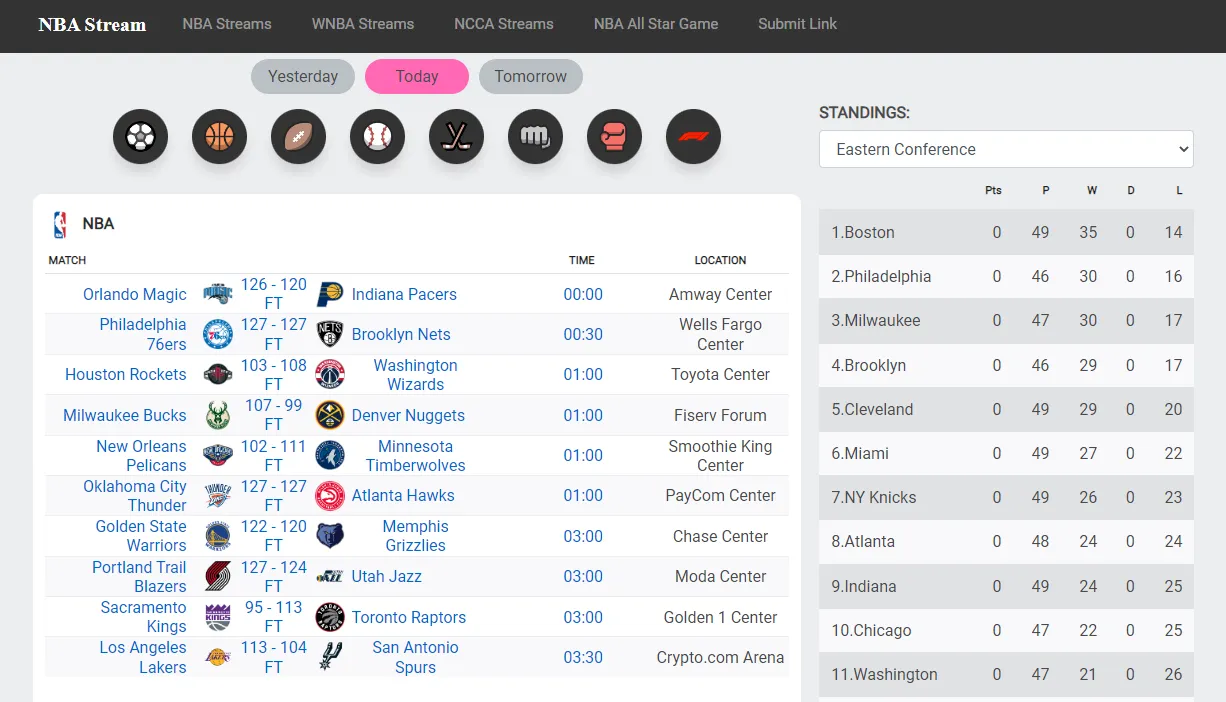 NBA Stream NBA Streams WNBA Streams NCCA Streams NBA All Star Game Submit Link
Yesterday Today Tomorrow
NBA
MATCH TIME LOCATION
Orlando Magic 126 - 120 FT Indiana Pacers 00:00 Amway Center
Philadelphia 76ers 127 - 127 FT Brooklyn Nets 00:30 Wells Fargo Center
Houston Rockets 103 - 108 FT Washington Wizards 01:00 Toyota Center
Milwaukee Bucks 107 - 99 FT Denver Nuggets 01:00 Fiserv Forum
New Orleans Pelicans 102 - 111 FT Minnesota Timberwolves 01:00 Smoothie King Center
Oklahoma City Thunder 127 - 127 FT Atlanta Hawks 01:00 PayCom Center
Golden State Warriors 122 - 120 FT Memphis Grizzlies 03:00 Chase Center
Portland Trail Blazers 127 - 124 FT Utah Jazz 03:00 Moda Center
Sacramento Kings 95 - 113 FT Toronto Raptors 03:00 Golden 1 Center
Los Angeles Lakers 113 - 104 FT San Antonio Spurs 03:30 Crypto.com Arena
STANDINGS:
Eastern Conference
Pts P W D L
1.Boston 0 49 35 0 14
2.Philadelphia 0 46 30 0 16
3.Milwaukee 0 47 30 0 17
4.Brooklyn 0 46 29 0 17
5.Cleveland 0 49 29 0 20
6.Miami 0 49 27 0 22
7.NY Knicks 0 49 26 0 23
8.Atlanta 0 48 24 0 24
9.Indiana 0 49 24 0 25
10.Chicago 0 47 22 0 25
11.Washington 0 47 21 0 26